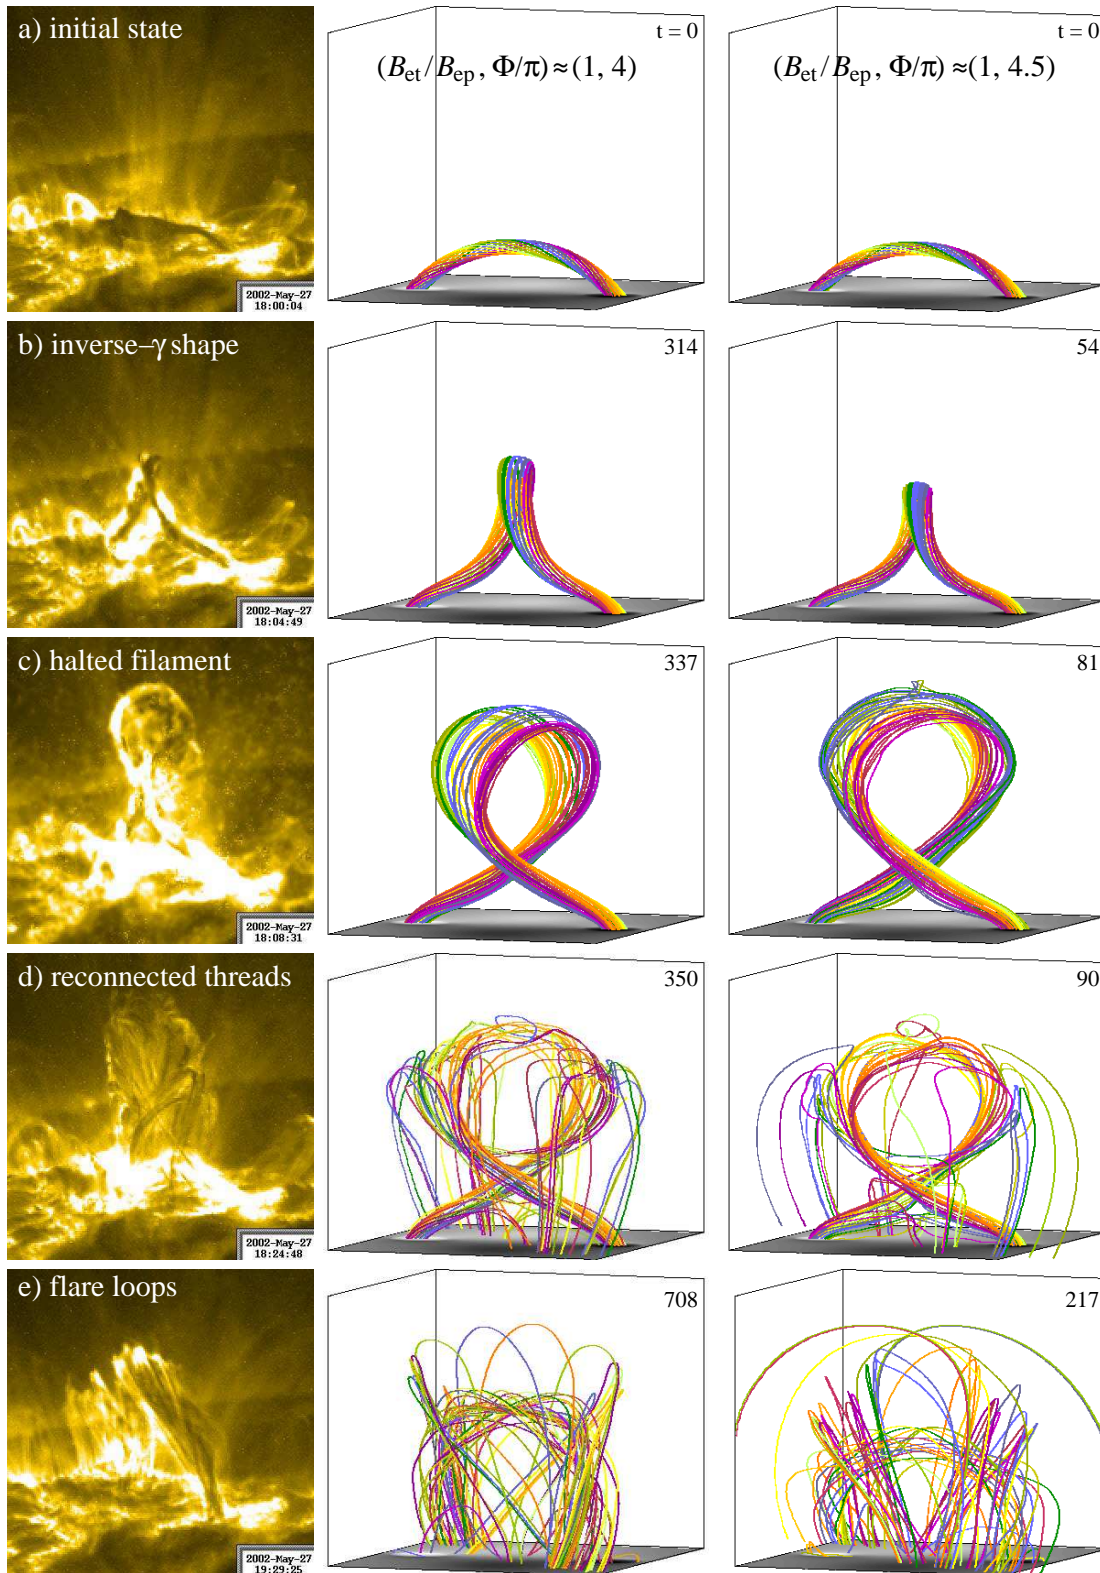 a) initial state
t = 0
(Bet/Bep, Φ/π) ≈ (1, 4)
t = 0
(Bet/Bep, Φ/π) ≈ (1, 4.5)
2002-May-27
18:00:04
b) inverse–γ shape
314
54
2002-May-27
18:04:49
c) halted filament
337
81
2002-May-27
18:08:31
d) reconnected threads
350
90
2002-May-27
18:24:48
e) flare loops
708
217
2002-May-27
19:29:25